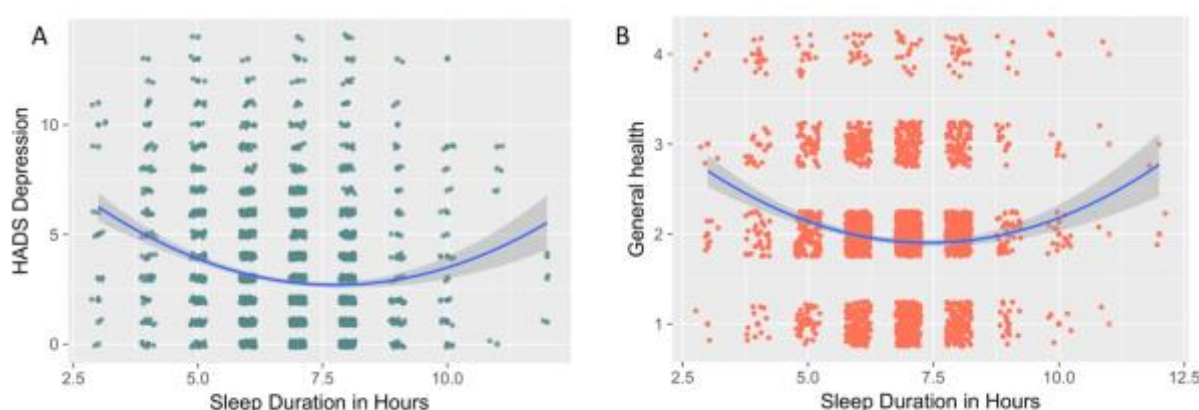 A
HADS Depression
10
5
0
2.5
5.0
7.5
10.0
Sleep Duration in Hours
B
General health
4
3
2
1
2.5
5.0
7.5
10.0
12.5
Sleep Duration in Hours